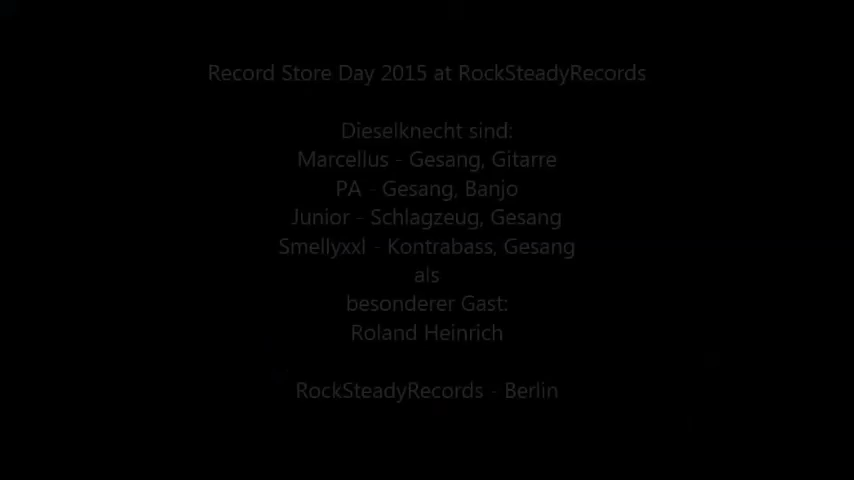 Record Store Day 2015 at RockSteadyRecords
Dieselknecht sind:
Marcellus - Gesang, Gitarre
PA - Gesang, Banjo
Junior - Schlagzeug, Gesang
Smellyxxl - Kontrabass, Gesang
als
besonderer Gast:
Roland Heinrich
RockSteadyRecords - Berlin